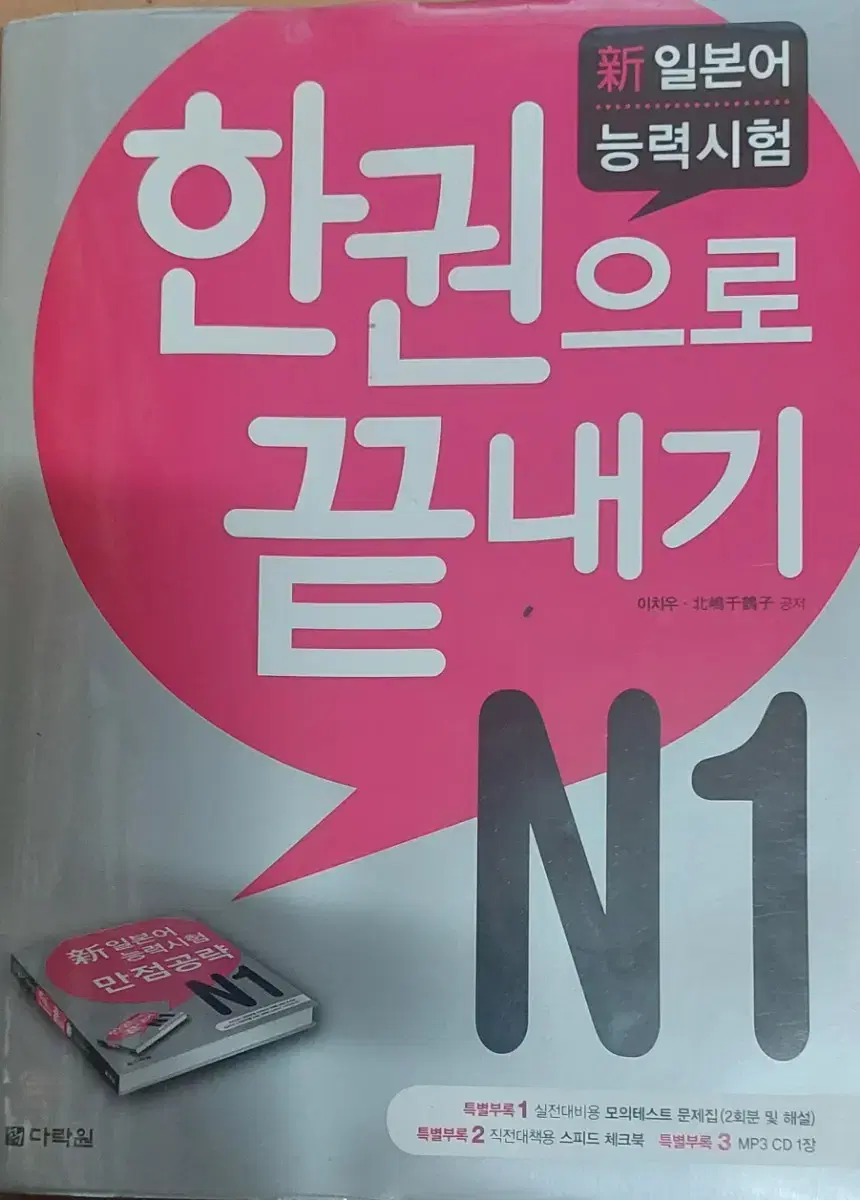 新 일본어
능력시험
한권으로
끝내기
이치우 · 北嶋千鶴子 공저
N1
新 일본어
능력시험
만점공략
N1
특별부록 1 실전대비용 모의테스트 문제집(2회분 및 해설)
특별부록 2 직전대책용 스피드 체크북 특별부록 3 MP3 CD 1장
다락원